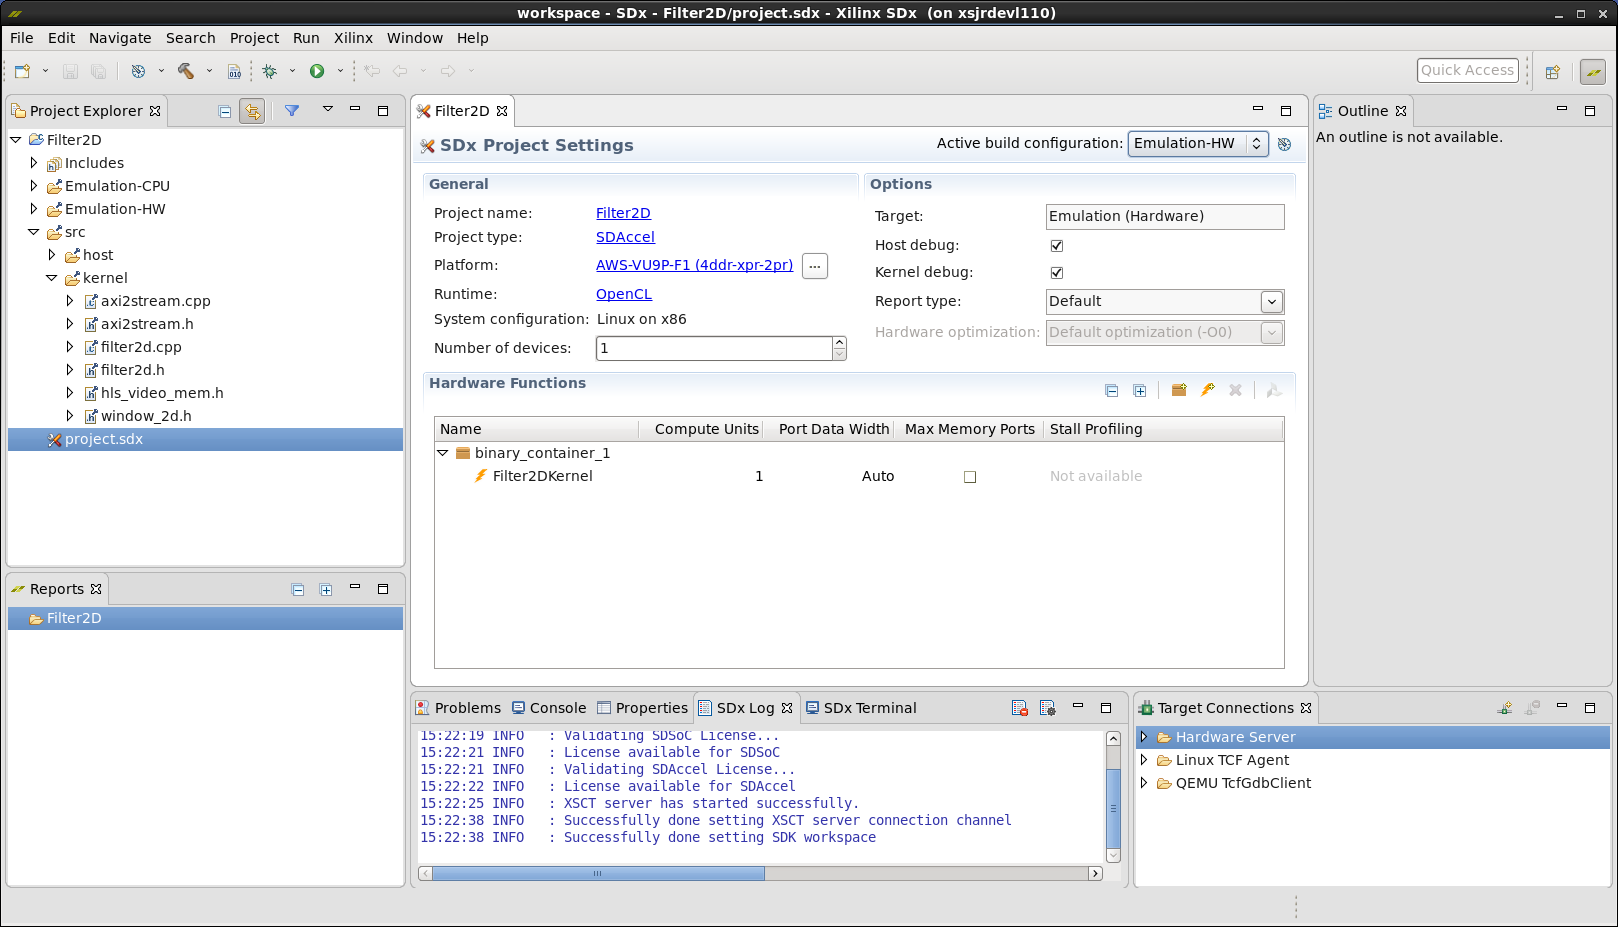 workspace - SDx - Filter2D/project.sdx - Xilinx SDx  (on xsjrdevl110)
File Edit Navigate Search Project Run Xilinx Window Help
Quick Access
Project Explorer
Filter2D
Includes
Emulation-CPU
Emulation-HW
src
host
kernel
axi2stream.cpp
axi2stream.h
filter2d.cpp
filter2d.h
hls_video_mem.h
window_2d.h
project.sdx
Reports
Filter2D
Filter2D
SDx Project Settings
Active build configuration: Emulation-HW
General
Project name: Filter2D
Project type: SDAccel
Platform: AWS-VU9P-F1 (4ddr-xpr-2pr) ...
Runtime: OpenCL
System configuration: Linux on x86
Number of devices: 1
Options
Target: Emulation (Hardware)
Host debug:
Kernel debug:
Report type: Default
Hardware optimization: Default optimization (-O0)
Hardware Functions
Name Compute Units Port Data Width Max Memory Ports Stall Profiling
binary_container_1
Filter2DKernel 1 Auto Not available
Outline
An outline is not available.
Problems Console Properties SDx Log SDx Terminal
15:22:19 INFO   : Validating SDSoC License...
15:22:21 INFO   : License available for SDSoC
15:22:21 INFO   : Validating SDAccel License...
15:22:22 INFO   : License available for SDAccel
15:22:25 INFO   : XSCT server has started successfully.
15:22:38 INFO   : Successfully done setting XSCT server connection channel
15:22:38 INFO   : Successfully done setting SDK workspace
Target Connections
Hardware Server
Linux TCF Agent
QEMU TcfGdbClient